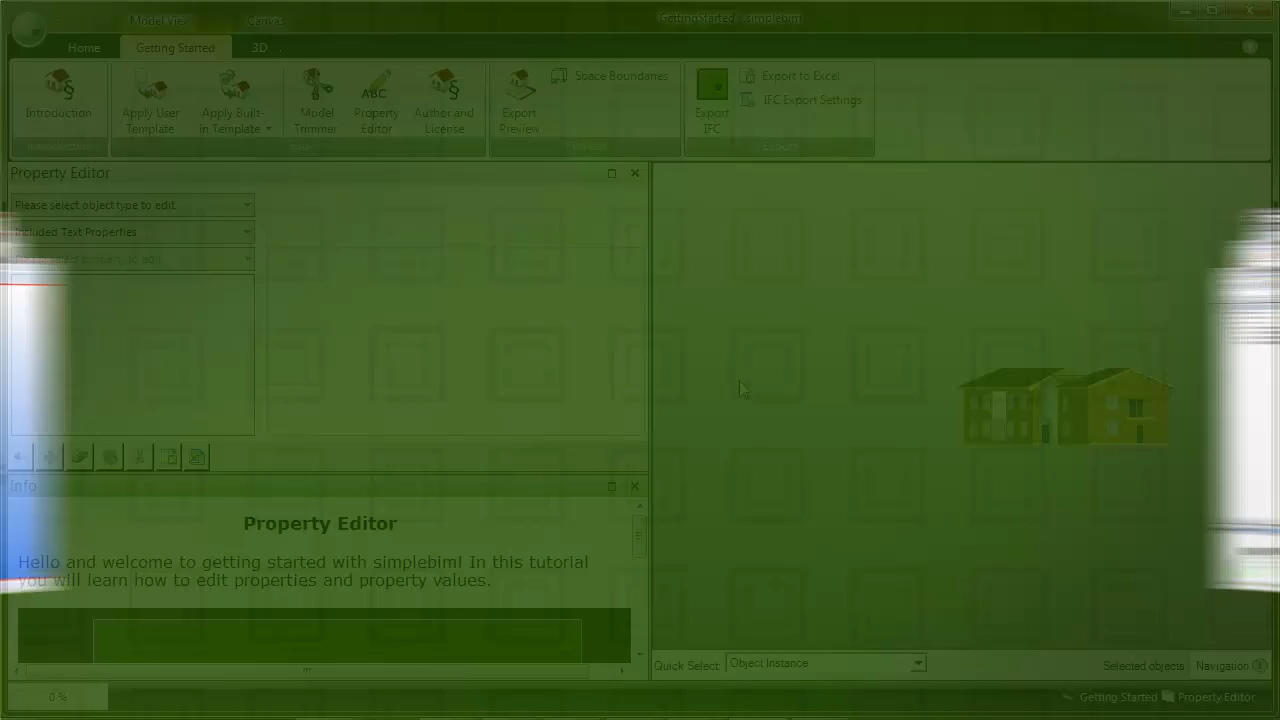 Model View Canvas
GettingStarted - simplebim
Home Getting Started 3D
Introduction
Apply User Template
Apply Built-in Template
Model Trimmer
Property Editor
ABC
Author and License
Export Preview
Space Boundaries
Export IFC
Export to Excel
IFC Export Settings
Property Editor
Please select object type to edit
Included Text Properties
Info
Property Editor
Hello and welcome to getting started with simplebim! In this tutorial
you will learn how to edit properties and property values.
Quick Select: Object Instance
Selected objects Navigation
0 %
Getting Started Property Editor